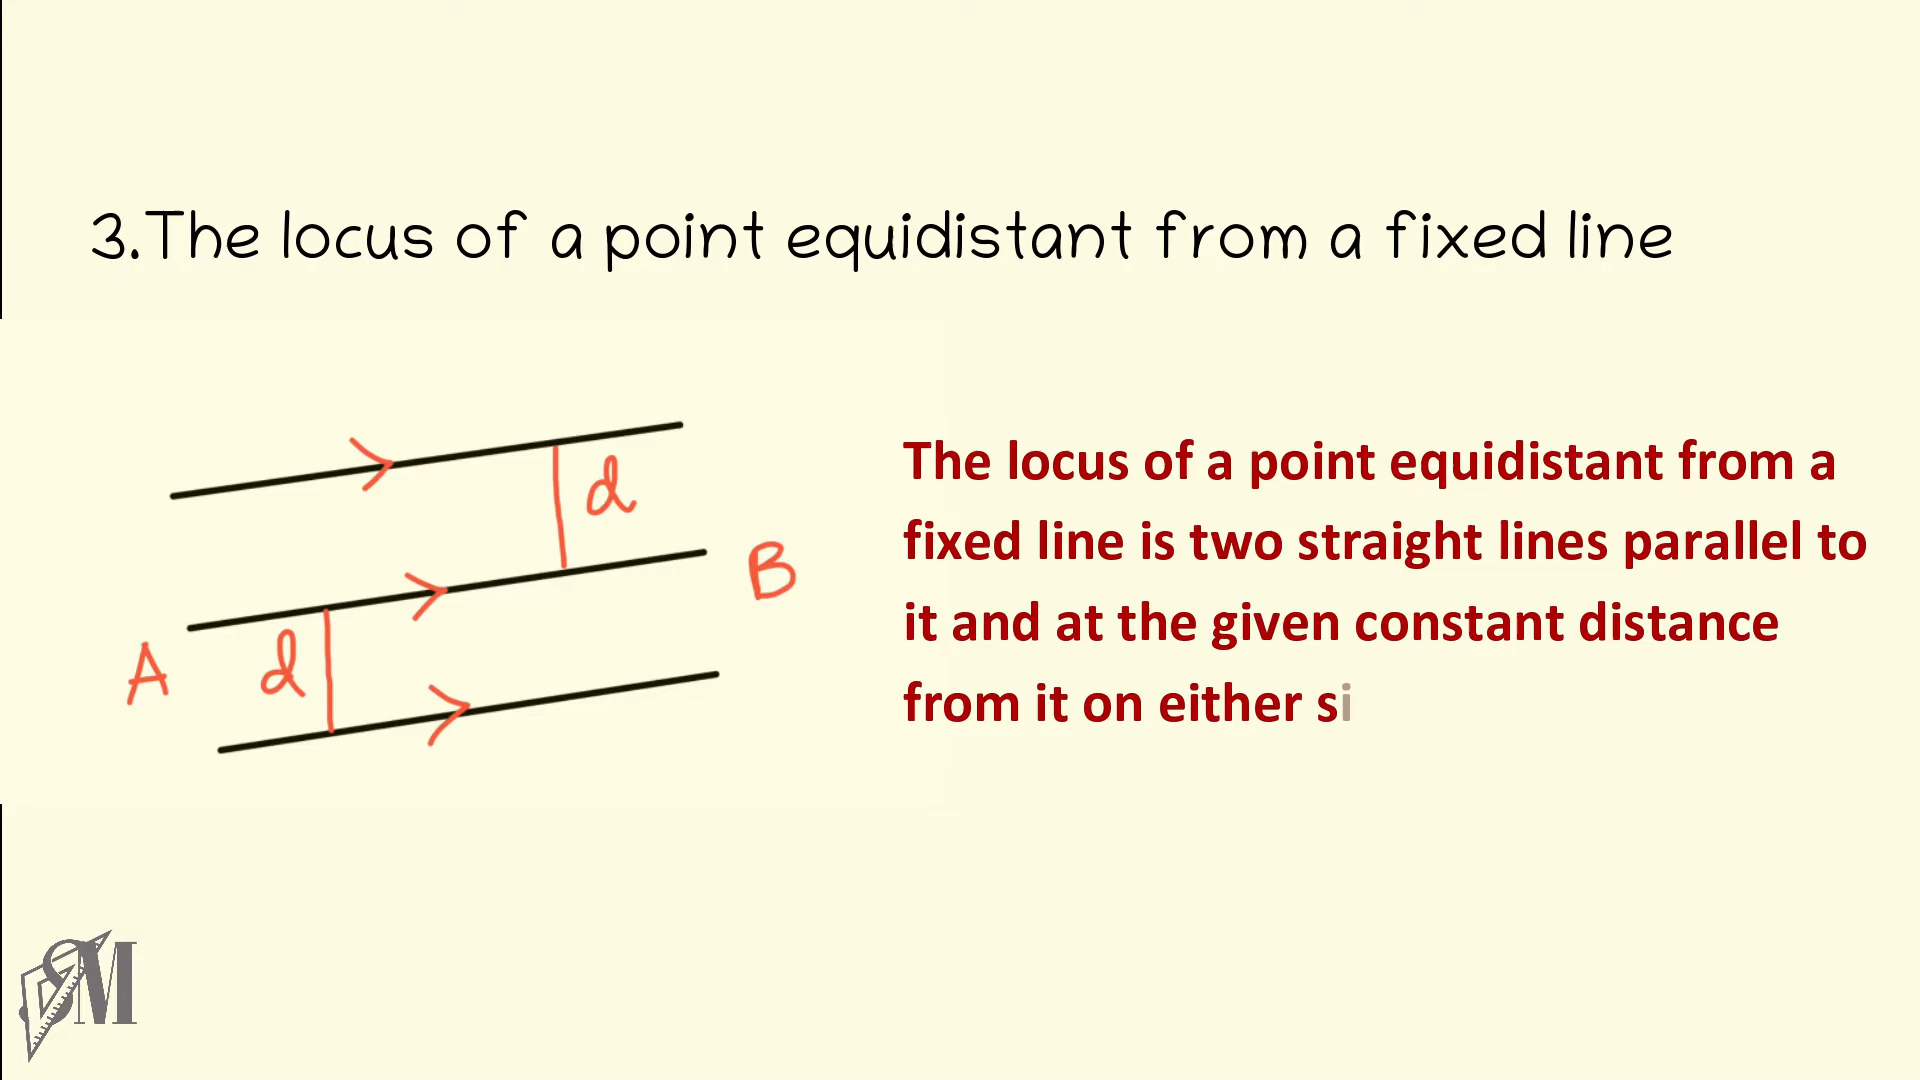 3.The locus of a point equidistant from a fixed line
d
B
A
d
The locus of a point equidistant from a
fixed line is two straight lines parallel to
it and at the given constant distance
from it on either si
SM